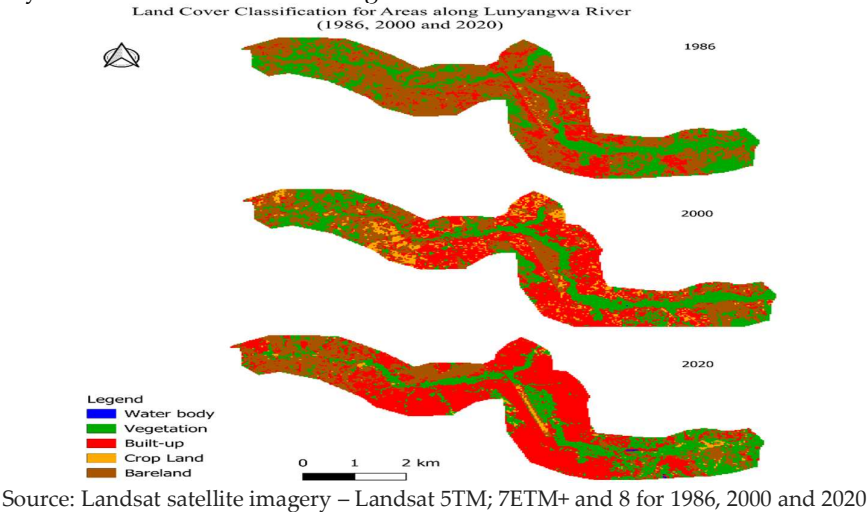 Land Cover Classification for Areas along Lunyangwa River
(1986, 2000 and 2020)
1986
2000
2020
Legend
Water body
Vegetation
Built-up
Crop Land
Bareland
0 1 2 km
Source: Landsat satellite imagery – Landsat 5TM; 7ETM+ and 8 for 1986, 2000 and 2020